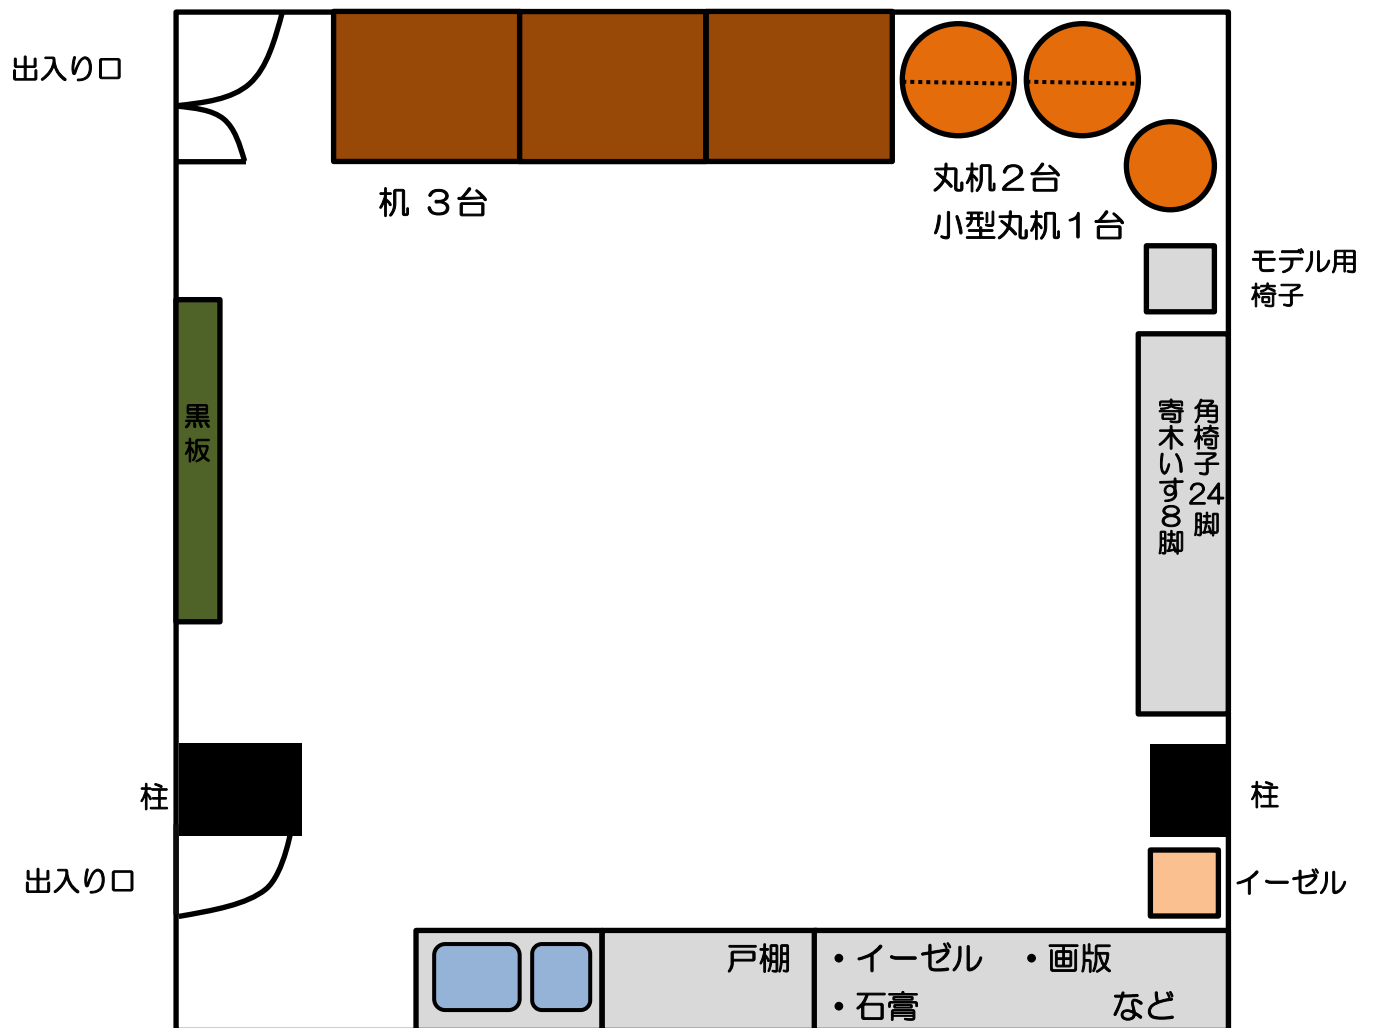 出入り口
机 ３台
丸机２台
小型丸机１台
モデル用
椅子
黒板
角椅子24脚
寄木いす８脚
柱
柱
出入り口
イーゼル
戸棚
・イーゼル ・画版
・石膏 など